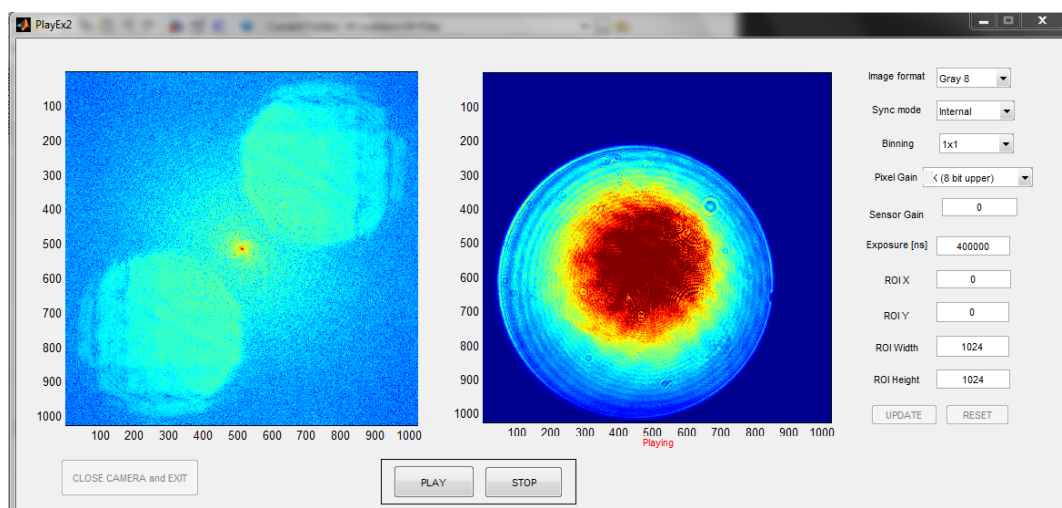 PlayEx2
100
200
300
400
500
600
700
800
900
1000
100 200 300 400 500 600 700 800 900 1000
100
200
300
400
500
600
700
800
900
1000
100 200 300 400 500 600 700 800 900 1000
Playing
Image format Gray 8
Sync mode Internal
Binning 1x1
Pixel Gain (8 bit upper)
Sensor Gain 0
Exposure [ns] 400000
ROI X 0
ROI Y 0
ROI Width 1024
ROI Height 1024
UPDATE RESET
CLOSE CAMERA and EXIT
PLAY STOP